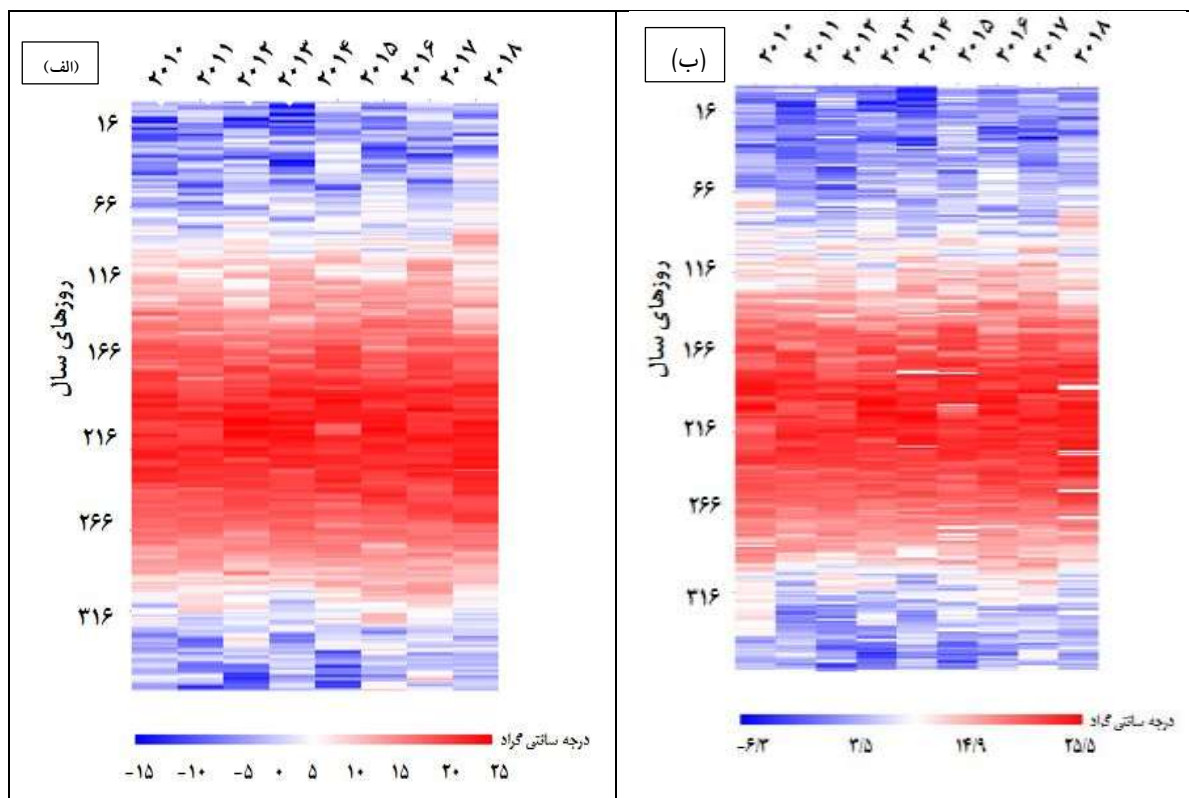 (الف)
۲۰۱۰ ۲۰۱۱ ۲۰۱۲ ۲۰۱۳ ۲۰۱۴ ۲۰۱۵ ۲۰۱۶ ۲۰۱۷ ۲۰۱۸
روزهای سال
۱۶
۶۶
۱۱۶
۱۶۶
۲۱۶
۲۶۶
۳۱۶
درجه سانتی گراد
-۱۵ -۱۰ -۵ ۰ ۵ ۱۰ ۱۵ ۲۰ ۲۵
(ب)
۲۰۱۰ ۲۰۱۱ ۲۰۱۲ ۲۰۱۳ ۲۰۱۴ ۲۰۱۵ ۲۰۱۶ ۲۰۱۷ ۲۰۱۸
روزهای سال
۱۶
۶۶
۱۱۶
۱۶۶
۲۱۶
۲۶۶
۳۱۶
درجه سانتی گراد
-۶/۳ ۳/۵ ۱۴/۹ ۲۵/۵